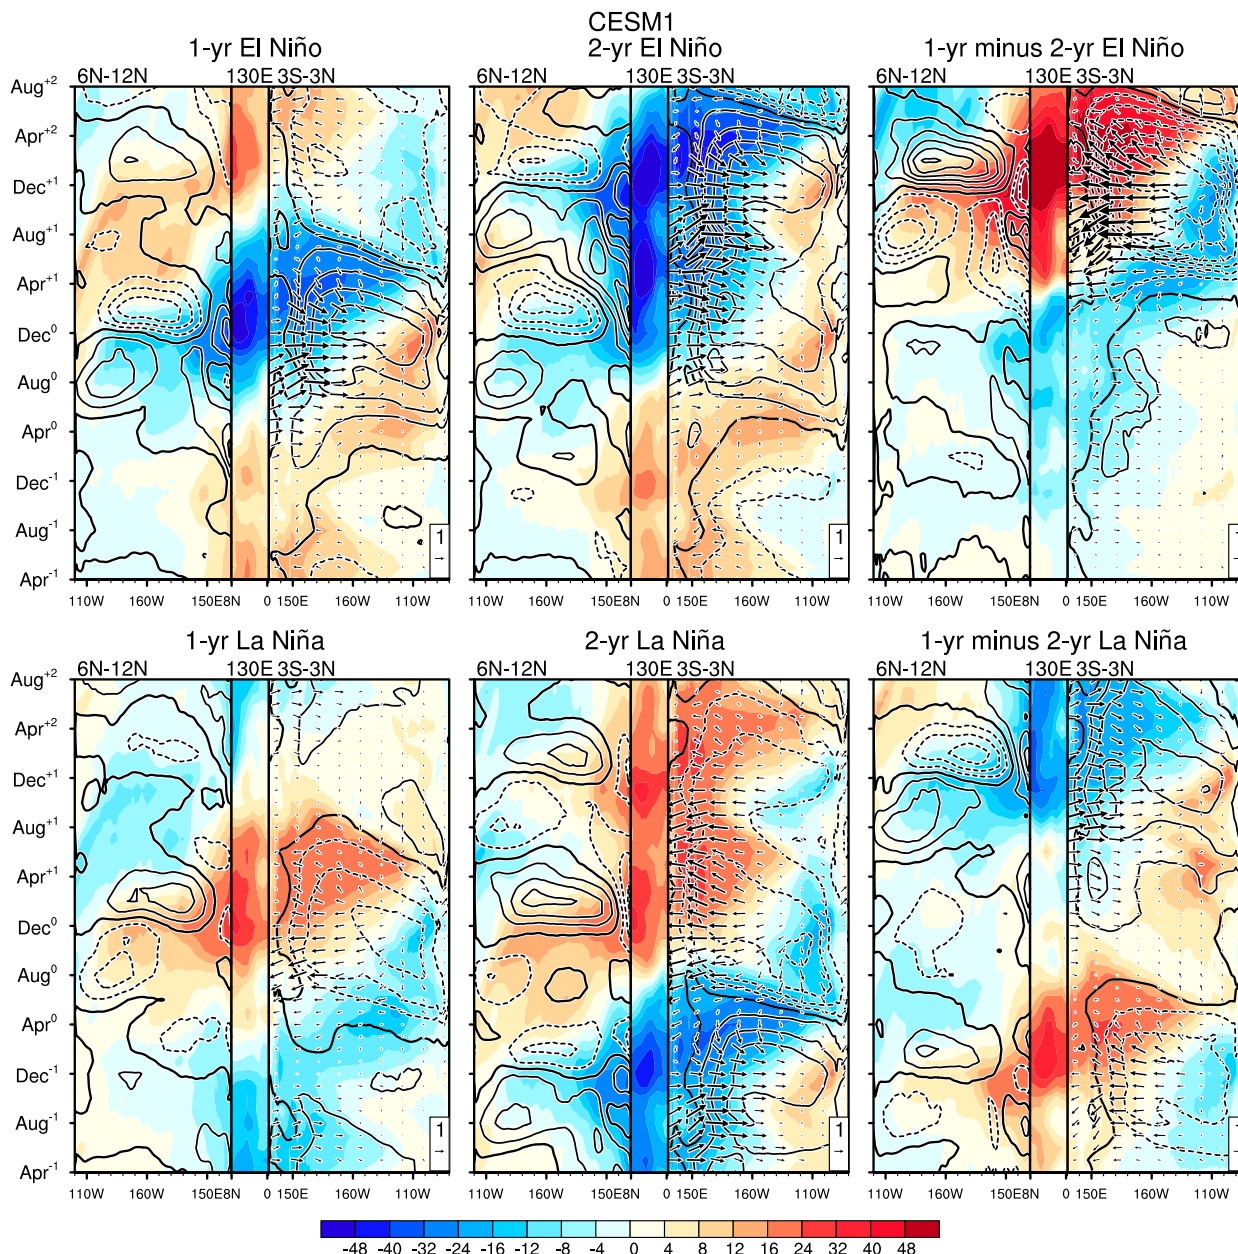 CESM1
1-yr El Niño 2-yr El Niño 1-yr minus 2-yr El Niño
6N-12N 130E 3S-3N 6N-12N 130E 3S-3N 6N-12N 130E 3S-3N
Aug+2
Apr+2
Dec+1
Aug+1
Apr+1
Dec0
Aug0
Apr0
Dec-1
Aug-1
Apr-1
1 1 1
110W 160W 150E8N 0 150E 160W 110W 110W 160W 150E8N 0 150E 160W 110W 110W 160W 150E8N 0 150E 160W 110W
1-yr La Niña 2-yr La Niña 1-yr minus 2-yr La Niña
6N-12N 130E 3S-3N 6N-12N 130E 3S-3N 6N-12N 130E 3S-3N
Aug+2
Apr+2
Dec+1
Aug+1
Apr+1
Dec0
Aug0
Apr0
Dec-1
Aug-1
Apr-1
1 1 1
110W 160W 150E8N 0 150E 160W 110W 110W 160W 150E8N 0 150E 160W 110W 110W 160W 150E8N 0 150E 160W 110W
-48 -40 -32 -24 -16 -12 -8 -4 0 4 8 12 16 24 32 40 48